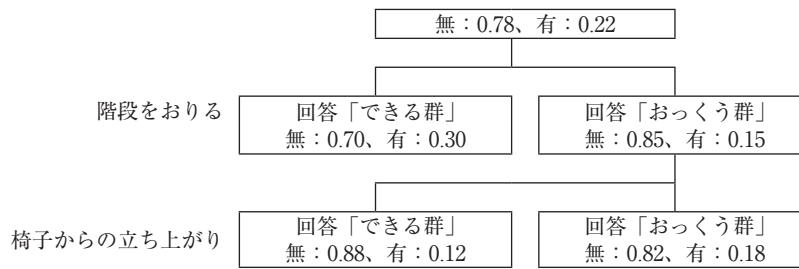 無：0.78、有：0.22
階段をおりる
回答「できる群」
無：0.70、有：0.30
回答「おっくう群」
無：0.85、有：0.15
椅子からの立ち上がり
回答「できる群」
無：0.88、有：0.12
回答「おっくう群」
無：0.82、有：0.18